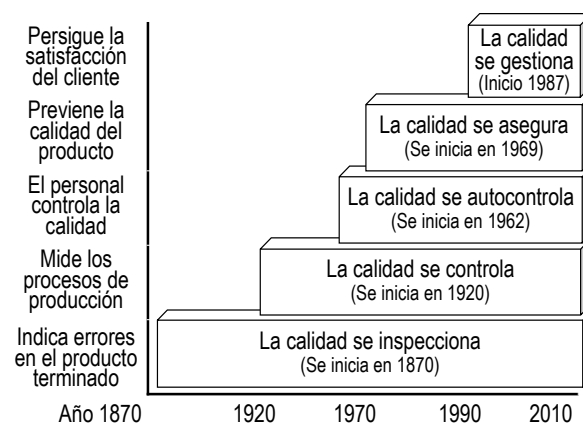 Persigue la
satisfacción
del cliente
La calidad
se gestiona
(Inicio 1987)
Previene la
calidad del
producto
La calidad se asegura
(Se inicia en 1969)
El personal
controla la
calidad
La calidad se autocontrola
(Se inicia en 1962)
Mide los
procesos de
producción
La calidad se controla
(Se inicia en 1920)
Indica errores
en el producto
terminado
La calidad se inspecciona
(Se inicia en 1870)
Año 1870 1920 1970 1990 2010